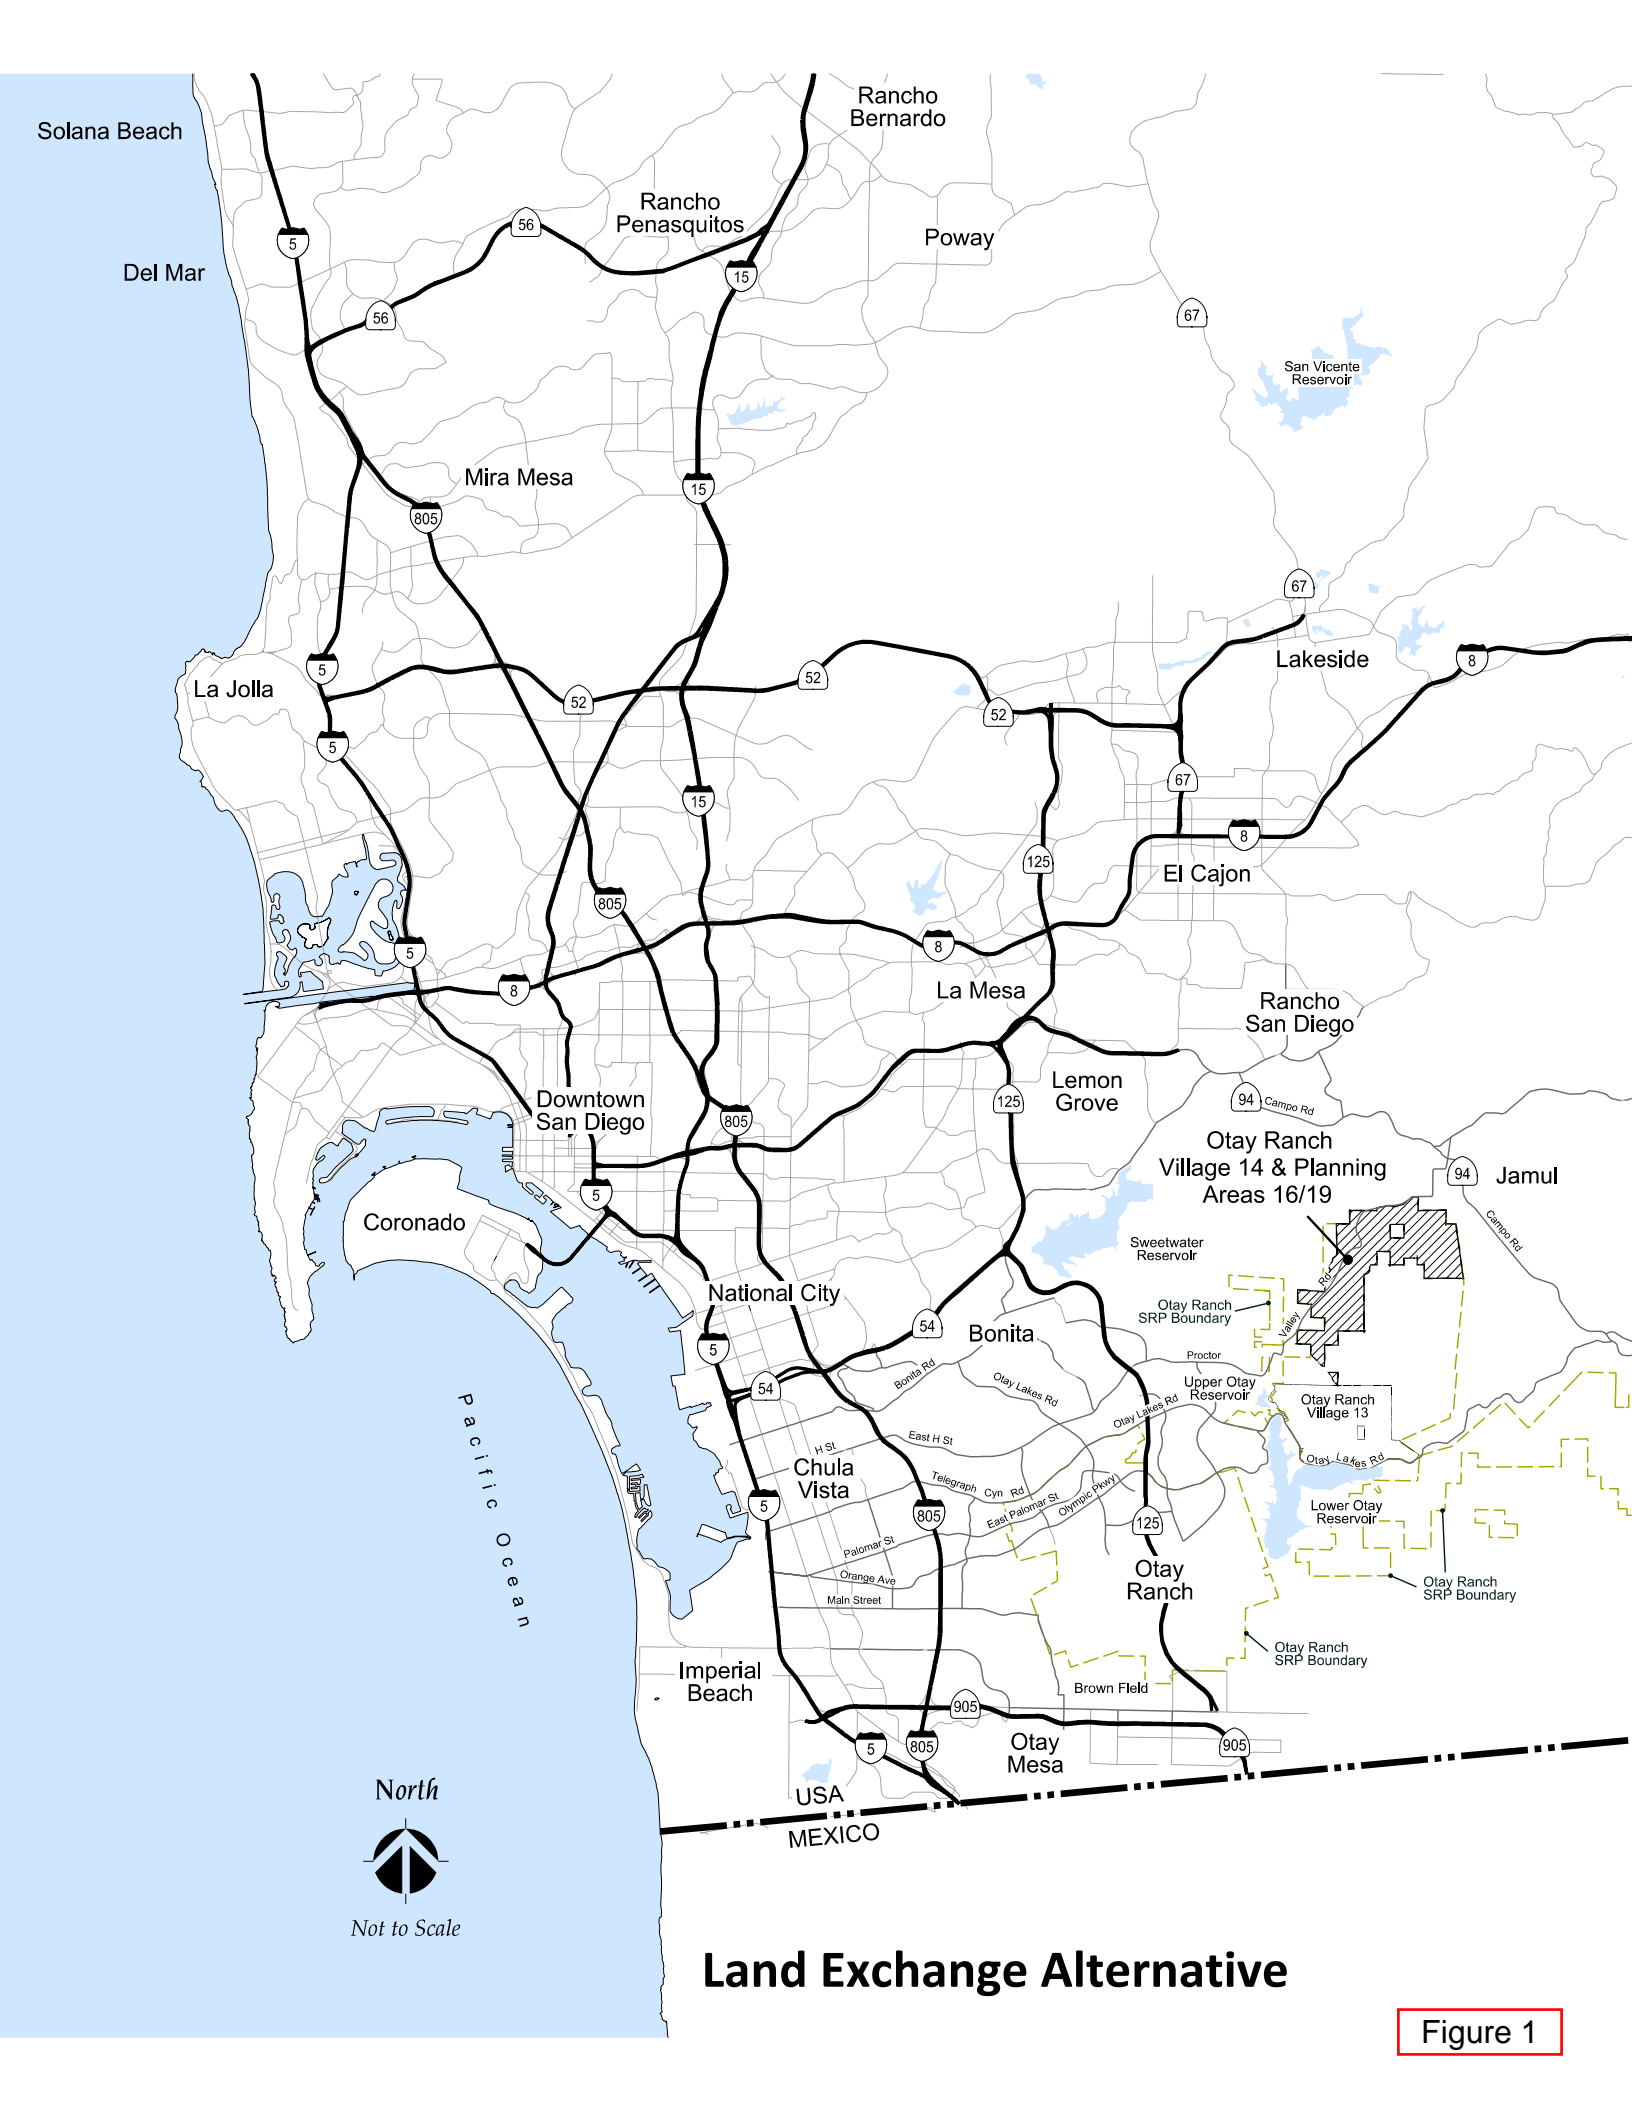 Rancho
Bernardo
Solana Beach
Rancho
Penasquitos
56
Poway
5
Del Mar
15
67
56
San Vicente
Reservoir
Mira Mesa
15
805
67
Lakeside
8
5
La Jolla
52
52
52
5
67
15
8
125
El Cajon
805
8
5
8
La Mesa
Rancho
San Diego
Lemon
Grove
125
94
Campo Rd
Downtown
San Diego
805
Otay Ranch
Village 14 & Planning
Areas 16/19
94
Jamul
5
Coronado
Campo Rd
Sweetwater
Reservoir
National City
Rd
Otay Ranch
SRP Boundary
Valley
54
Bonita
5
Proctor
Bonita Rd
54
Otay Lakes Rd
Upper Otay
Reservoir
Otay Ranch
Village 13
Otay Lakes Rd
Pacific Ocean
H St
East H St
Otay Lakes Rd
Chula
Vista
Telegraph Cyn Rd
Olympic Pkwy
East Palomar St
5
805
Lower Otay
Reservoir
125
Palomar St
Otay
Ranch
Orange Ave
Otay Ranch
SRP Boundary
Main Street
Otay Ranch
SRP Boundary
Imperial
Beach
Brown Field
905
Otay
Mesa
5
805
905
USA
MEXICO
North
Not to Scale
Land Exchange Alternative
Figure 1